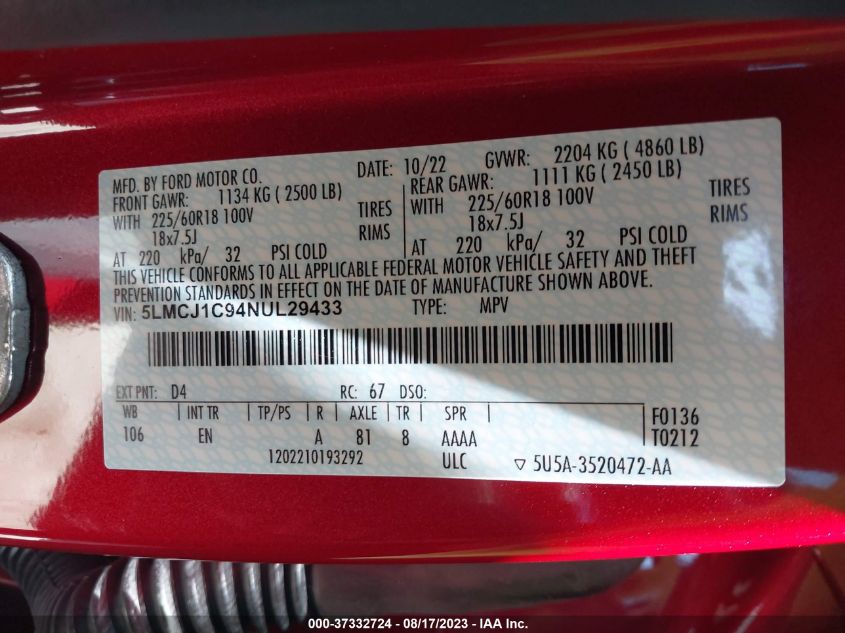 MFD. BY FORD MOTOR CO. DATE: 10/22 GVWR: 2204 KG ( 4860 LB)
FRONT GAWR: 1134 KG ( 2500 LB) REAR GAWR: 1111 KG ( 2450 LB)
WITH 225/60R18 100V TIRES WITH 225/60R18 100V TIRES
18x7.5J RIMS 18x7.5J RIMS
AT 220 kPa/ 32 PSI COLD AT 220 kPa/ 32 PSI COLD
THIS VEHICLE CONFORMS TO ALL APPLICABLE FEDERAL MOTOR VEHICLE SAFETY AND THEFT
PREVENTION STANDARDS IN EFFECT ON THE DATE OF MANUFACTURE SHOWN ABOVE.
VIN: 5LMCJ1C94NUL29433 TYPE: MPV
EXT PNT: D4 RC: 67 DSO:
WB INT TR TP/PS R AXLE TR SPR F0136
106 EN A 81 8 AAAA T0212
1202210193292 ULC ▽ 5U5A-3520472-AA
000-37332724 - 08/17/2023 - IAA Inc.